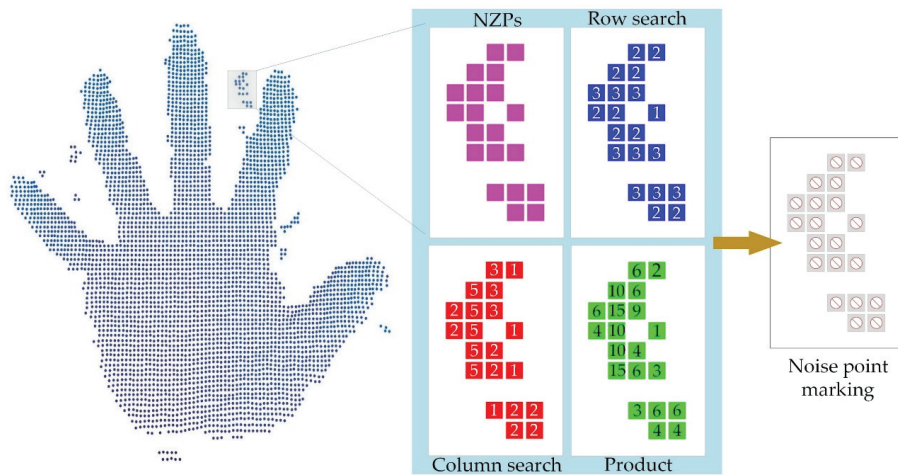 NZPs
Row search
2 2
2 2
3 3 3
2 2 1
2 2
3 3 3
3 3 3
2 2
3 1
5 3
2 5 3
2 5 1
5 2
5 2 1
1 2 2
2 2
6 2
10 6
6 15 9
4 10 1
10 4
15 6 3
3 6 6
4 4
Column search
Product
Noise point
marking